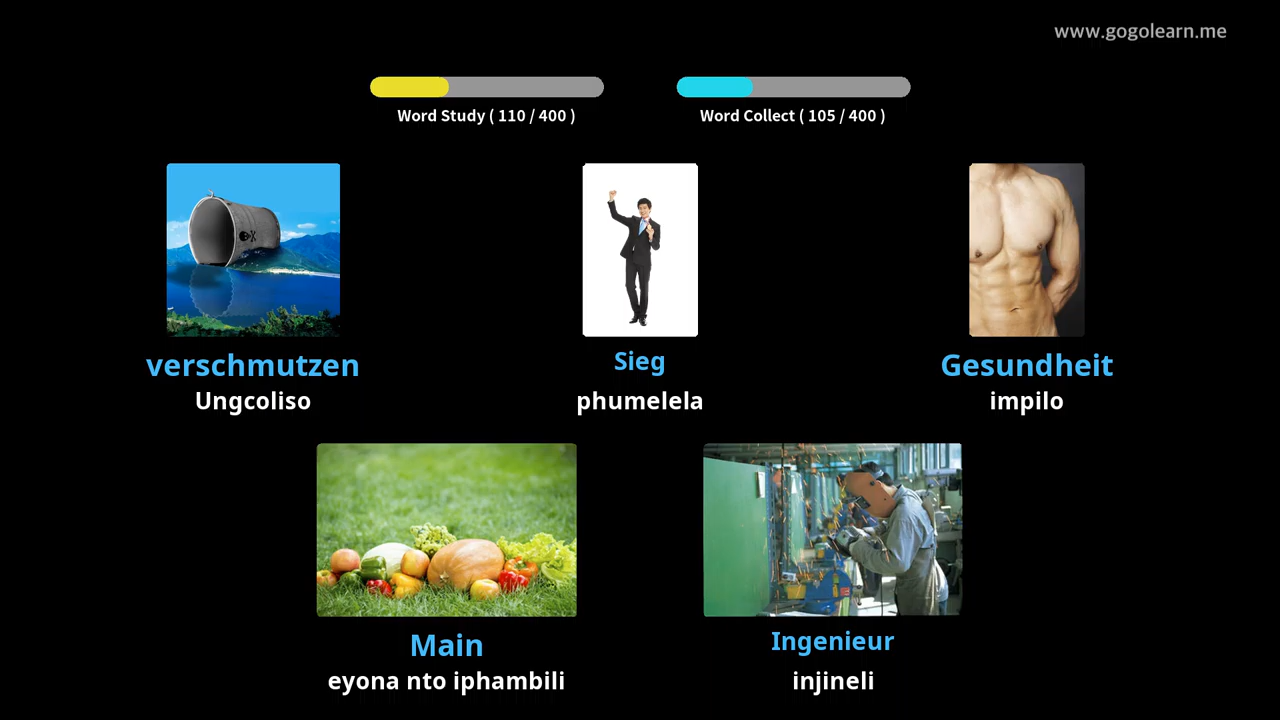 www.gogolearn.me
Word Study ( 110 / 400 )
Word Collect ( 105 / 400 )
verschmutzen
Ungcoliso
Sieg
phumelela
Gesundheit
impilo
Main
eyona nto iphambili
Ingenieur
injineli